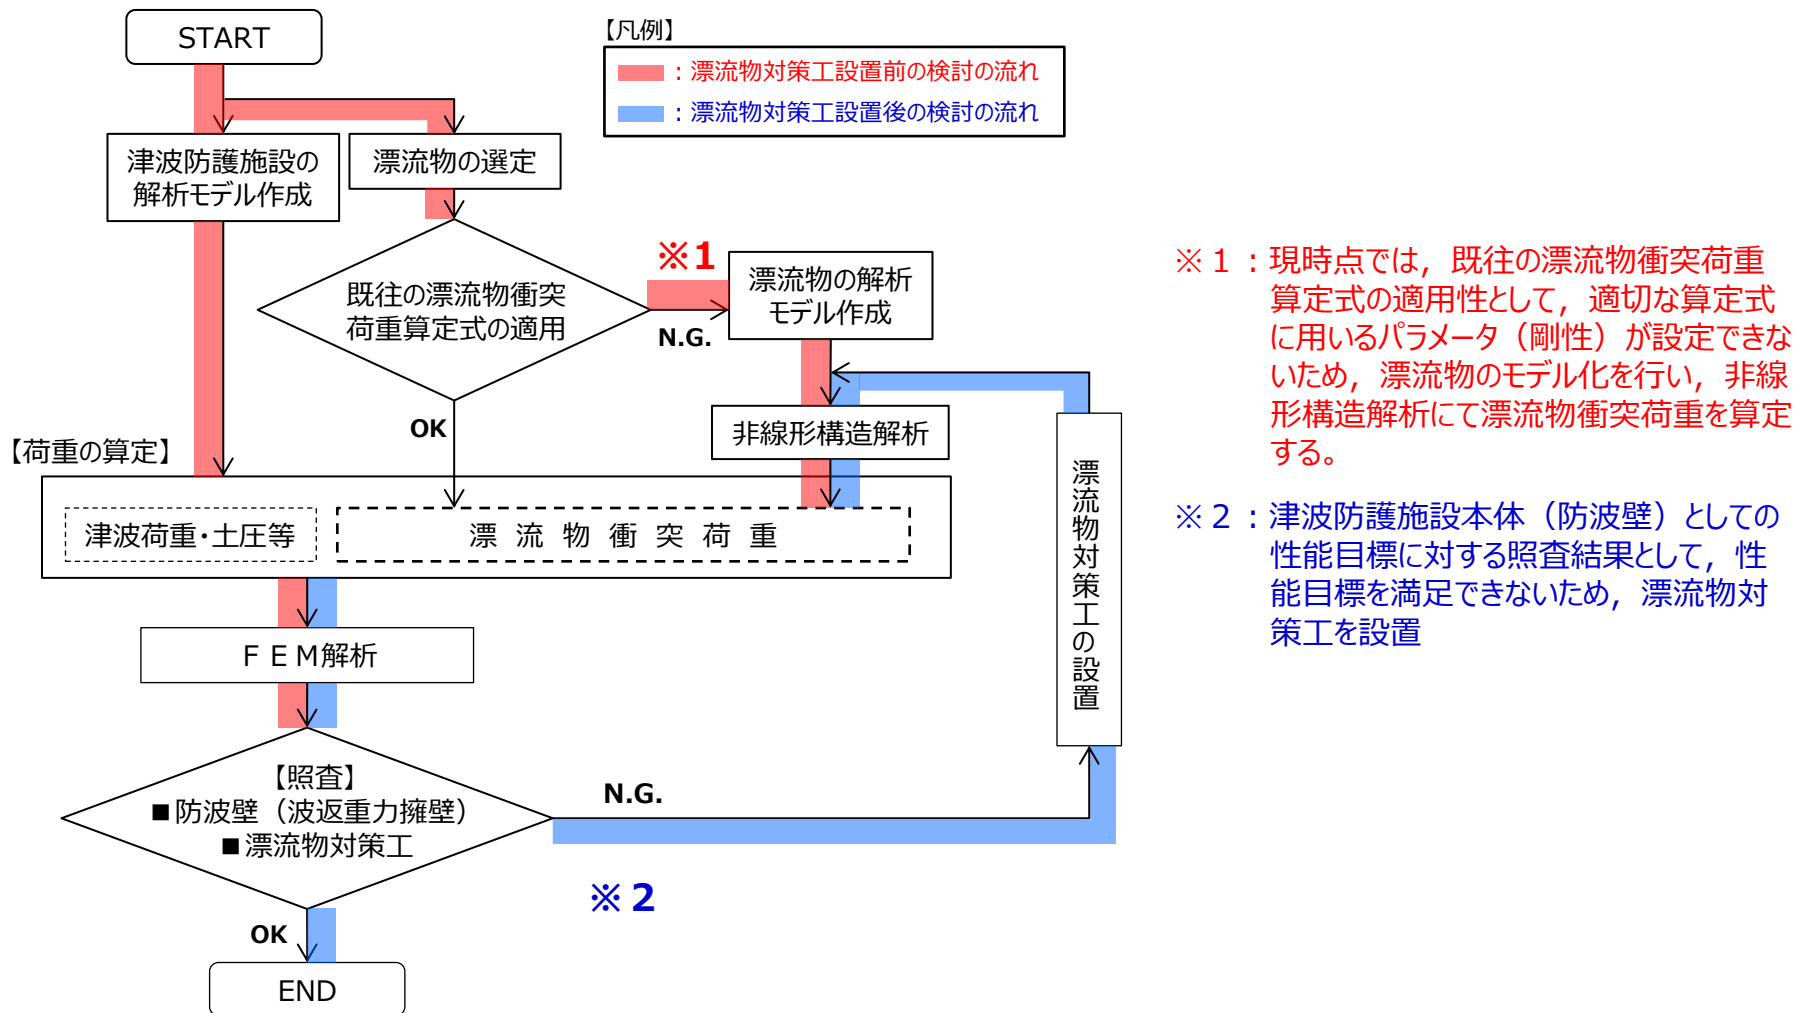 START
【凡例】
：漂流物対策工設置前の検討の流れ
：漂流物対策工設置後の検討の流れ
津波防護施設の
解析モデル作成
漂流物の選定
既往の漂流物衝突
荷重算定式の適用
※1
N.G.
漂流物の解析
モデル作成
OK
非線形構造解析
【荷重の算定】
津波荷重・土圧等
漂流物衝突荷重
漂流物対策工の設置
ＦＥＭ解析
【照査】
■防波壁（波返重力擁壁）
■漂流物対策工
N.G.
※２
OK
END
※１：現時点では，既往の漂流物衝突荷重
算定式の適用性として，適切な算定式
に用いるパラメータ（剛性）が設定できな
いため，漂流物のモデル化を行い，非線
形構造解析にて漂流物衝突荷重を算定
する。
※２：津波防護施設本体（防波壁）としての
性能目標に対する照査結果として，性
能目標を満足できないため，漂流物対
策工を設置